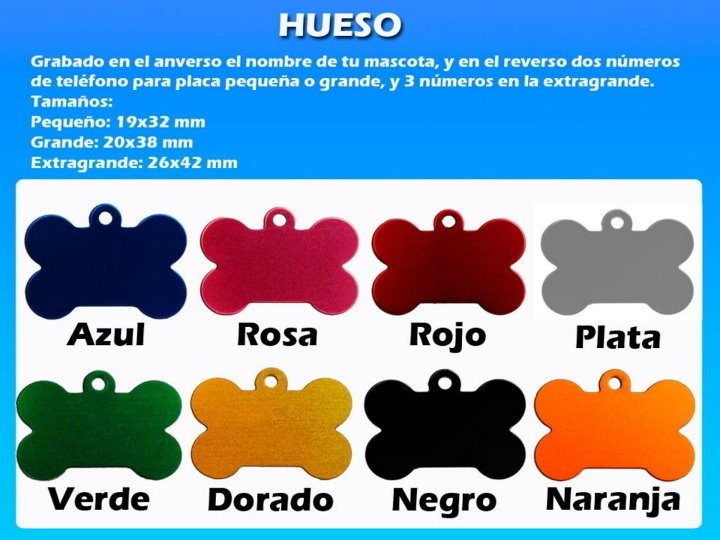 HUESO
Grabado en el anverso el nombre de tu mascota, y en el reverso dos números
de teléfono para placa pequeña o grande, y 3 números en la extragrande.
Tamaños:
Pequeño: 19x32 mm
Grande: 20x38 mm
Extragrande: 26x42 mm
Azul Rosa Rojo Plata
Verde Dorado Negro Naranja